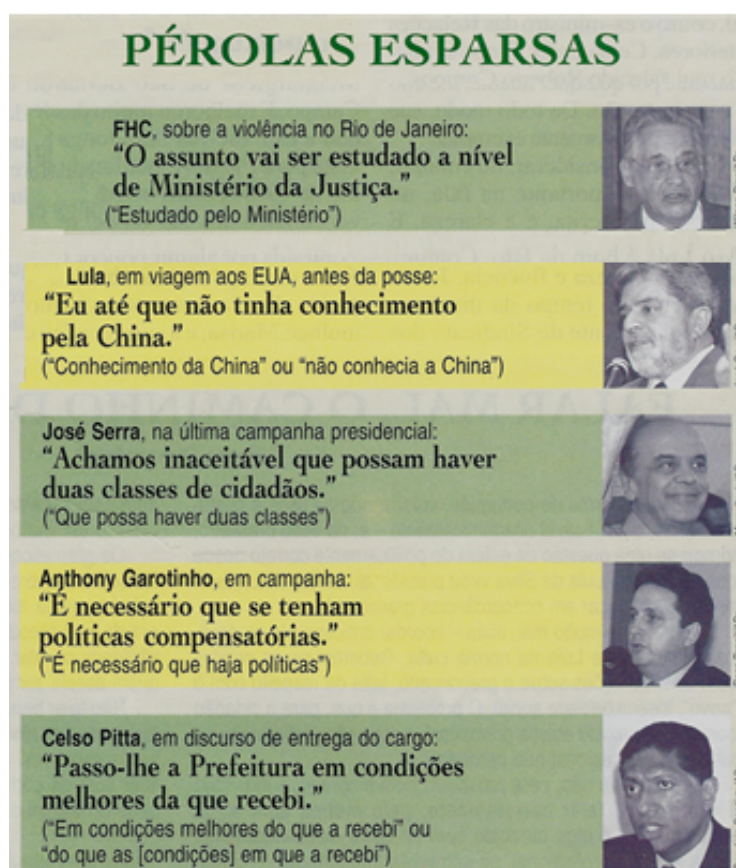 PÉROLAS ESPARSAS
FHC, sobre a violência no Rio de Janeiro:
“O assunto vai ser estudado a nível
de Ministério da Justiça.”
(“Estudado pelo Ministério”)
Lula, em viagem aos EUA, antes da posse:
“Eu até que não tinha conhecimento
pela China.”
(“Conhecimento da China” ou “não conhecia a China”)
José Serra, na última campanha presidencial:
“Achamos inaceitável que possam haver
duas classes de cidadãos.”
(“Que possa haver duas classes”)
Anthony Garotinho, em campanha:
“É necessário que se tenham
políticas compensatórias.”
(“É necessário que haja políticas”)
Celso Pitta, em discurso de entrega do cargo:
“Passo-lhe a Prefeitura em condições
melhores da que recebi.”
(“Em condições melhores do que a recebi” ou
“do que as [condições] em que a recebi”)